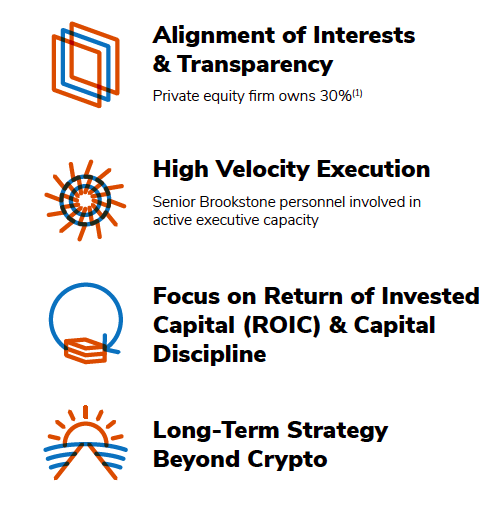 Alignment of Interests
& Transparency
Private equity firm owns 30%(1)
High Velocity Execution
Senior Brookstone personnel involved in
active executive capacity
Focus on Return of Invested
Capital (ROIC) & Capital
Discipline
Long-Term Strategy
Beyond Crypto